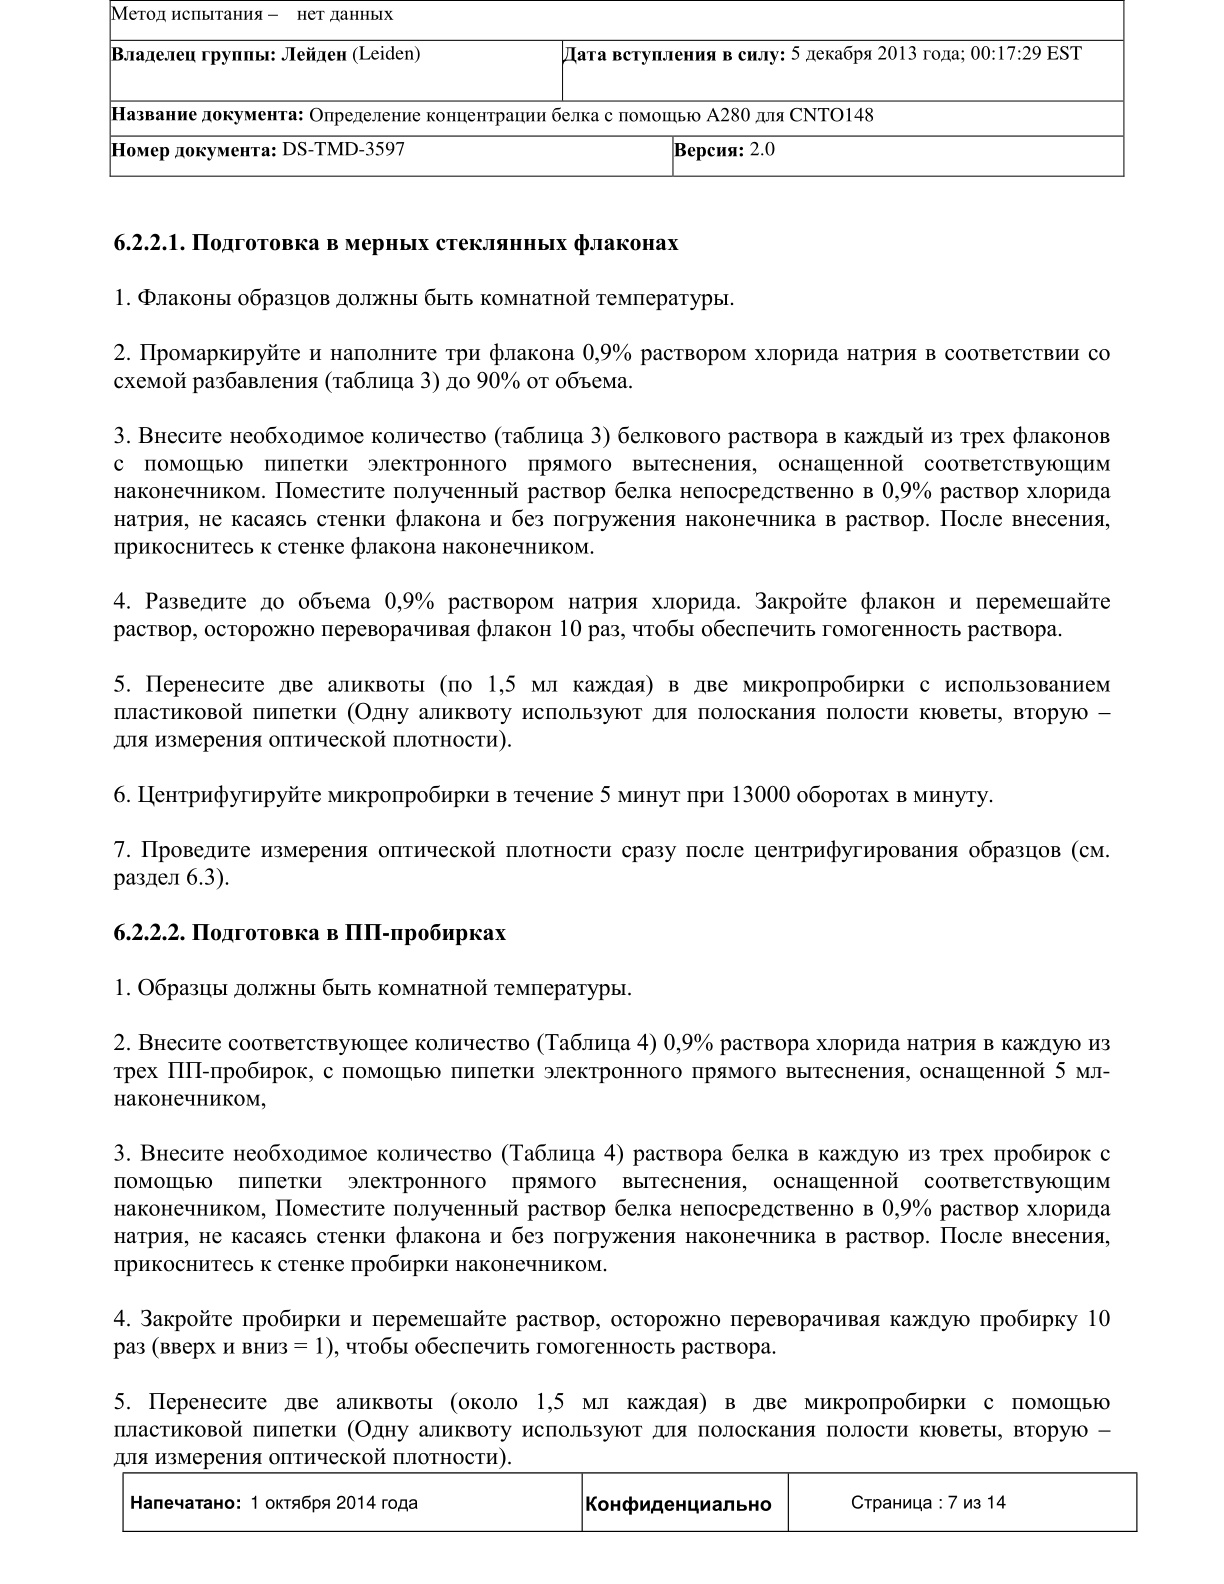 Метод испытания – нет данных
Владелец группы: Лейден (Leiden) Дата вступления в силу: 5 декабря 2013 года; 00:17:29 EST
Название документа: Определение концентрации белка с помощью A280 для CNTO148
Номер документа: DS-TMD-3597 Версия: 2.0
6.2.2.1. Подготовка в мерных стеклянных флаконах
1. Флаконы образцов должны быть комнатной температуры.
2. Промаркируйте и наполните три флакона 0,9% раствором хлорида натрия в соответствии со
схемой разбавления (таблица 3) до 90% от объема.
3. Внесите необходимое количество (таблица 3) белкового раствора в каждый из трех флаконов
с помощью пипетки электронного прямого вытеснения, оснащенной соответствующим
наконечником. Поместите полученный раствор белка непосредственно в 0,9% раствор хлорида
натрия, не касаясь стенки флакона и без погружения наконечника в раствор. После внесения,
прикоснитесь к стенке флакона наконечником.
4. Разведите до объема 0,9% раствором натрия хлорида. Закройте флакон и перемешайте
раствор, осторожно переворачивая флакон 10 раз, чтобы обеспечить гомогенность раствора.
5. Перенесите две аликвоты (по 1,5 мл каждая) в две микропробирки с использованием
пластиковой пипетки (Одну аликвоту используют для полоскания полости кюветы, вторую –
для измерения оптической плотности).
6. Центрифугируйте микропробирки в течение 5 минут при 13000 оборотах в минуту.
7. Проведите измерения оптической плотности сразу после центрифугирования образцов (см.
раздел 6.3).
6.2.2.2. Подготовка в ПП-пробирках
1. Образцы должны быть комнатной температуры.
2. Внесите соответствующее количество (Таблица 4) 0,9% раствора хлорида натрия в каждую из
трех ПП-пробирок, с помощью пипетки электронного прямого вытеснения, оснащенной 5 мл-
наконечником,
3. Внесите необходимое количество (Таблица 4) раствора белка в каждую из трех пробирок с
помощью пипетки электронного прямого вытеснения, оснащенной соответствующим
наконечником, Поместите полученный раствор белка непосредственно в 0,9% раствор хлорида
натрия, не касаясь стенки флакона и без погружения наконечника в раствор. После внесения,
прикоснитесь к стенке пробирки наконечником.
4. Закройте пробирки и перемешайте раствор, осторожно переворачивая каждую пробирку 10
раз (вверх и вниз = 1), чтобы обеспечить гомогенность раствора.
5. Перенесите две аликвоты (около 1,5 мл каждая) в две микропробирки с помощью
пластиковой пипетки (Одну аликвоту используют для полоскания полости кюветы, вторую –
для измерения оптической плотности).
Напечатано: 1 октября 2014 года Конфиденциально Страница : 7 из 14